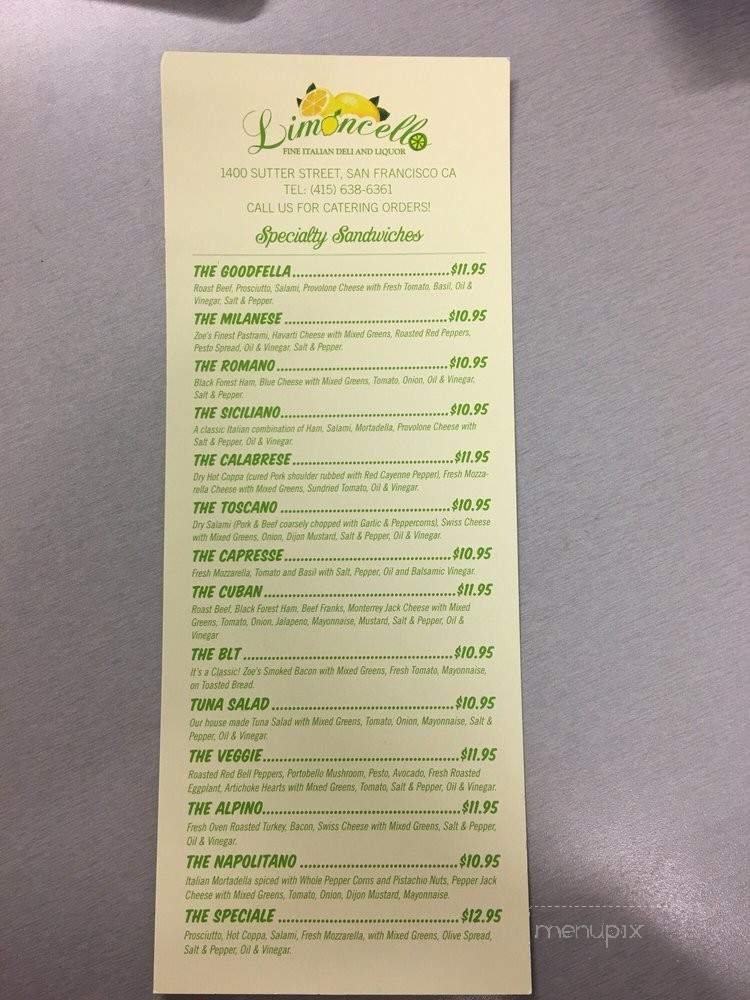 Limoncello
FINE ITALIAN DELI AND LIQUOR
1400 SUTTER STREET, SAN FRANCISCO CA
TEL: (415) 638-6361
CALL US FOR CATERING ORDERS!
Specialty Sandwiches
THE GOODFELLA....................................$11.95
Roast Beef, Prosciutto, Salami, Provolone Cheese with Fresh Tomato, Basil, Oil &
Vinegar, Salt & Pepper.
THE MILANESE ....................................$10.95
Zoe's Finest Pastrami, Havarti Cheese with Mixed Greens, Roasted Red Peppers,
Pesto Spread, Oil & Vinegar, Salt & Pepper.
THE ROMANO.......................................$10.95
Black Forest Ham, Blue Cheese with Mixed Greens, Tomato, Onion, Oil & Vinegar,
Salt & Pepper.
THE SICILIANO......................................$10.95
A classic Italian combination of Ham, Salami, Mortadella, Provolone Cheese with
Salt & Pepper, Oil & Vinegar.
THE CALABRESE.....................................$11.95
Dry Hot Coppa (cured Pork shoulder rubbed with Red Cayenne Pepper), Fresh Mozza-
rella Cheese with Mixed Greens, Sundried Tomato, Oil & Vinegar.
THE TOSCANO .......................................$10.95
Dry Salami (Pork & Beef coarsely chopped with Garlic & Peppercorns), Swiss Cheese
with Mixed Greens, Onion, Dijon Mustard, Salt & Pepper, Oil & Vinegar.
THE CAPRESSE......................................$10.95
Fresh Mozzarella, Tomato and Basil with Salt, Pepper, Oil and Balsamic Vinegar.
THE CUBAN...........................................$11.95
Roast Beef, Black Forest Ham, Beef Franks, Monterrey Jack Cheese with Mixed
Greens, Tomato, Onion, Jalapeno, Mayonnaise, Mustard, Salt & Pepper, Oil &
Vinegar
THE BLT ...............................................$10.95
It's a Classic! Zoe's Smoked Bacon with Mixed Greens, Fresh Tomato, Mayonnaise,
on Toasted Bread.
TUNA SALAD .........................................$10.95
Our house made Tuna Salad with Mixed Greens, Tomato, Onion, Mayonnaise, Salt &
Pepper, Oil & Vinegar.
THE VEGGIE...........................................$11.95
Roasted Red Bell Peppers, Portobello Mushroom, Pesto, Avocado, Fresh Roasted
Eggplant, Artichoke Hearts with Mixed Greens, Tomato, Salt & Pepper, Oil & Vinegar.
THE ALPINO...........................................$11.95
Fresh Oven Roasted Turkey, Bacon, Swiss Cheese with Mixed Greens, Salt & Pepper,
Oil & Vinegar.
THE NAPOLITANO ....................................$10.95
Italian Mortadella spiced with Whole Pepper Corns and Pistachio Nuts, Pepper Jack
Cheese with Mixed Greens, Tomato, Onion, Dijon Mustard, Mayonnaise.
THE SPECIALE ........................................$12.95
Prosciutto, Hot Coppa, Salami, Fresh Mozzarella, with Mixed Greens, Olive Spread,
Salt & Pepper, Oil & Vinegar.
menupix